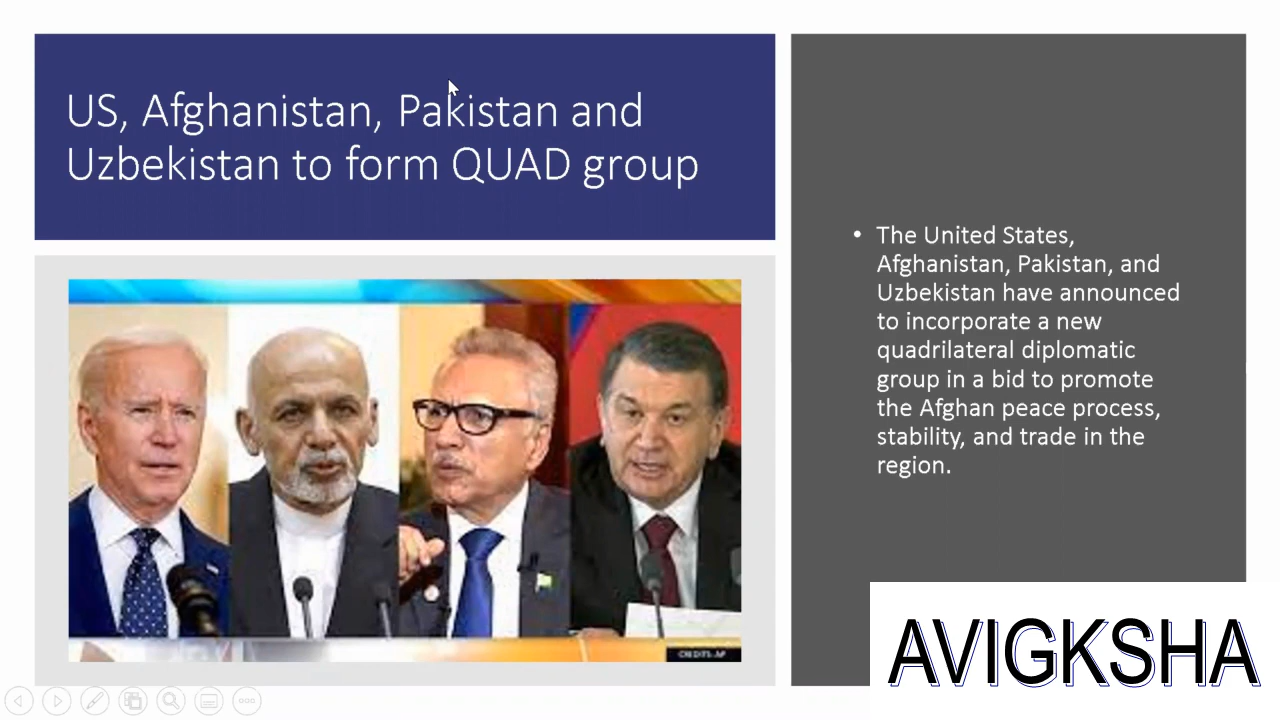 US, Afghanistan, Pakistan and
Uzbekistan to form QUAD group
• The United States,
Afghanistan, Pakistan, and
Uzbekistan have announced
to incorporate a new
quadrilateral diplomatic
group in a bid to promote
the Afghan peace process,
stability, and trade in the
region.
CREDITS: AP
AVIGKSHA